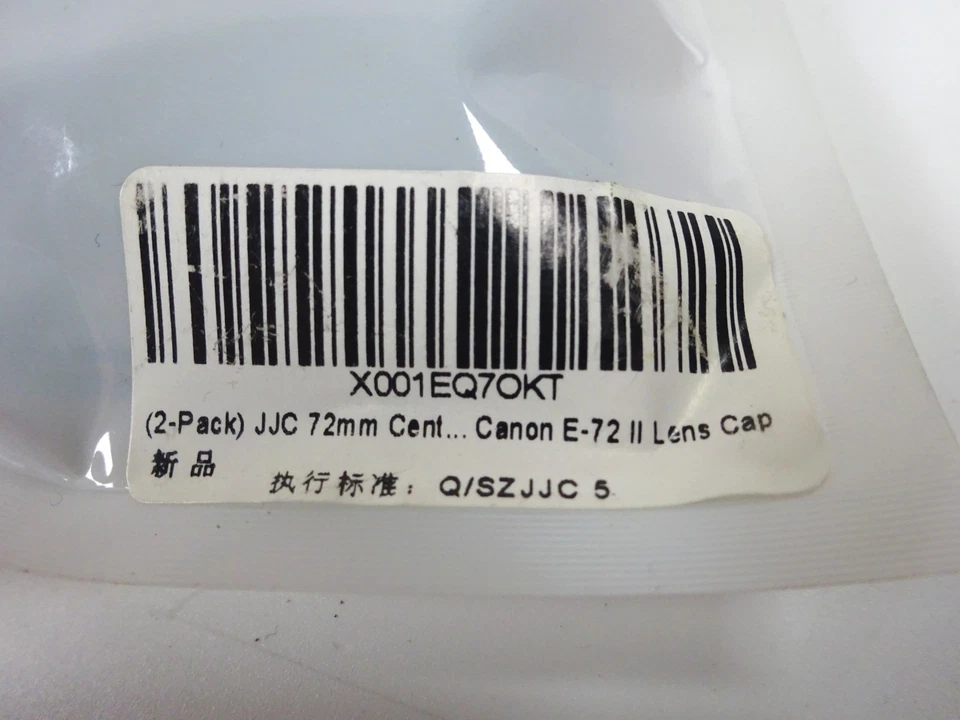 X001EQ7OKT
(2-Pack) JJC 72mm Cent... Canon E-72 II Lens Cap
新品
执行标准：Q/SZJJC 5